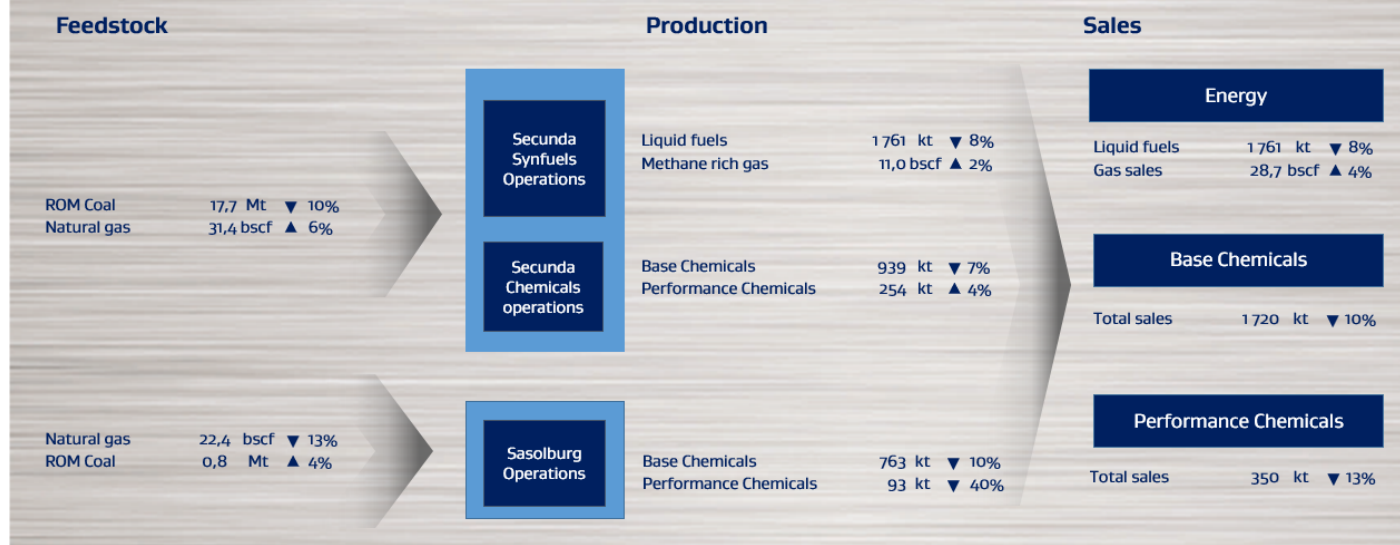 Feedstock
Production
Sales
ROM Coal 17,7 Mt ▼ 10%
Natural gas 31,4 bscf ▲ 6%
Natural gas 22,4 bscf ▼ 13%
ROM Coal 0,8 Mt ▲ 4%
Secunda
Synfuels
Operations
Liquid fuels 1 761 kt ▼ 8%
Methane rich gas 11,0 bscf ▲ 2%
Secunda
Chemicals
operations
Base Chemicals 939 kt ▼ 7%
Performance Chemicals 254 kt ▲ 4%
Sasolburg
Operations
Base Chemicals 763 kt ▼ 10%
Performance Chemicals 93 kt ▼ 40%
Energy
Liquid fuels 1 761 kt ▼ 8%
Gas sales 28,7 bscf ▲ 4%
Base Chemicals
Total sales 1 720 kt ▼ 10%
Performance Chemicals
Total sales 350 kt ▼ 13%